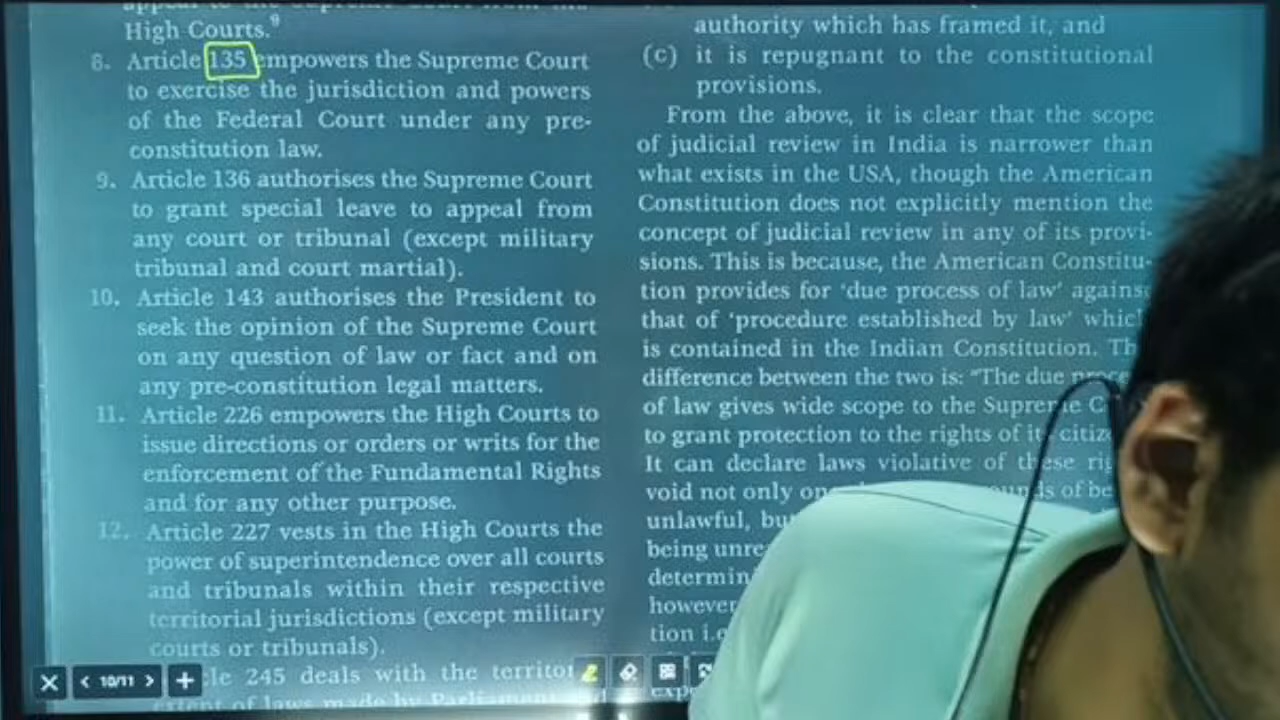 High Courts.⁹
8. Article 135 empowers the Supreme Court
to exercise the jurisdiction and powers
of the Federal Court under any pre-
constitution law.
9. Article 136 authorises the Supreme Court
to grant special leave to appeal from
any court or tribunal (except military
tribunal and court martial).
10. Article 143 authorises the President to
seek the opinion of the Supreme Court
on any question of law or fact and on
any pre-constitution legal matters.
11. Article 226 empowers the High Courts to
issue directions or orders or writs for the
enforcement of the Fundamental Rights
and for any other purpose.
12. Article 227 vests in the High Courts the
power of superintendence over all courts
and tribunals within their respective
territorial jurisdictions (except military
courts or tribunals).
245 deals with the
extent of laws made by Parliament
authority which has framed it, and
(c) it is repugnant to the constitutional
provisions.
From the above, it is clear that the scope
of judicial review in India is narrower than
what exists in the USA, though the American
Constitution does not explicitly mention the
concept of judicial review in any of its provi-
sions. This is because, the American Constitu-
tion provides for ‘due process of law’ against
that of ‘procedure established by law’ which
is contained in the Indian Constitution. The
difference between the two is: “The due
of law gives wide scope to the Supreme
to grant protection to the rights of its
It can declare laws violative of these
void not only on of
unlawful, but
being
however
tion i.e
10/11